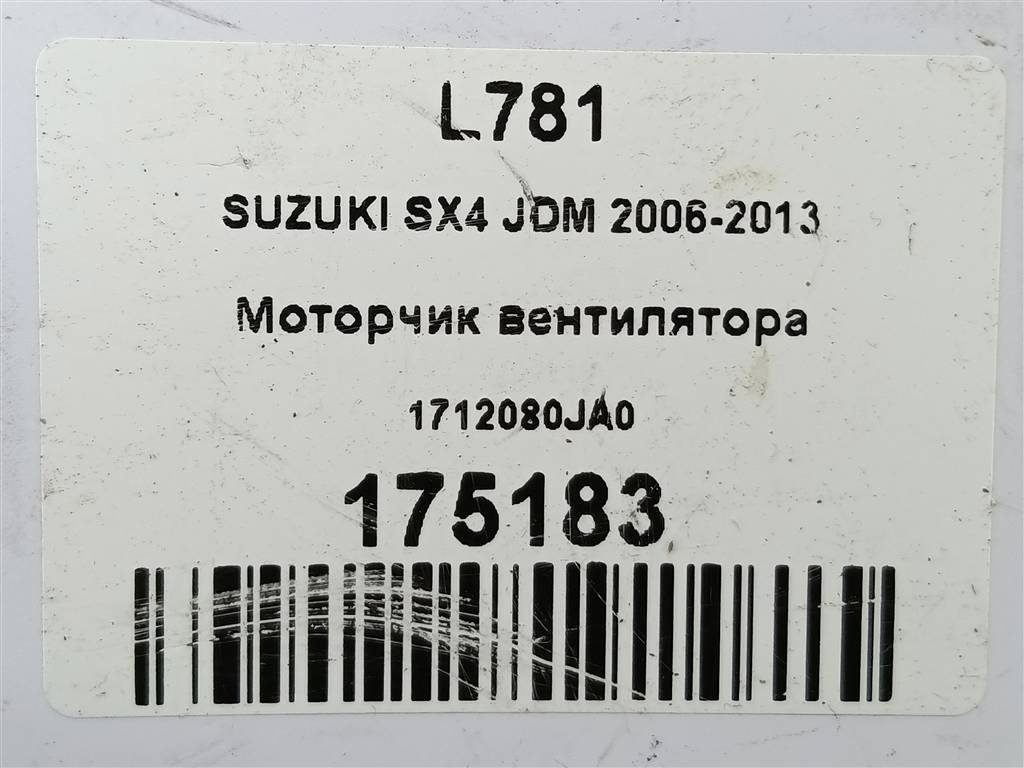 L781
SUZUKI SX4 JDM 2006-2013
Моторчик вентилятора
1712080JA0
175183